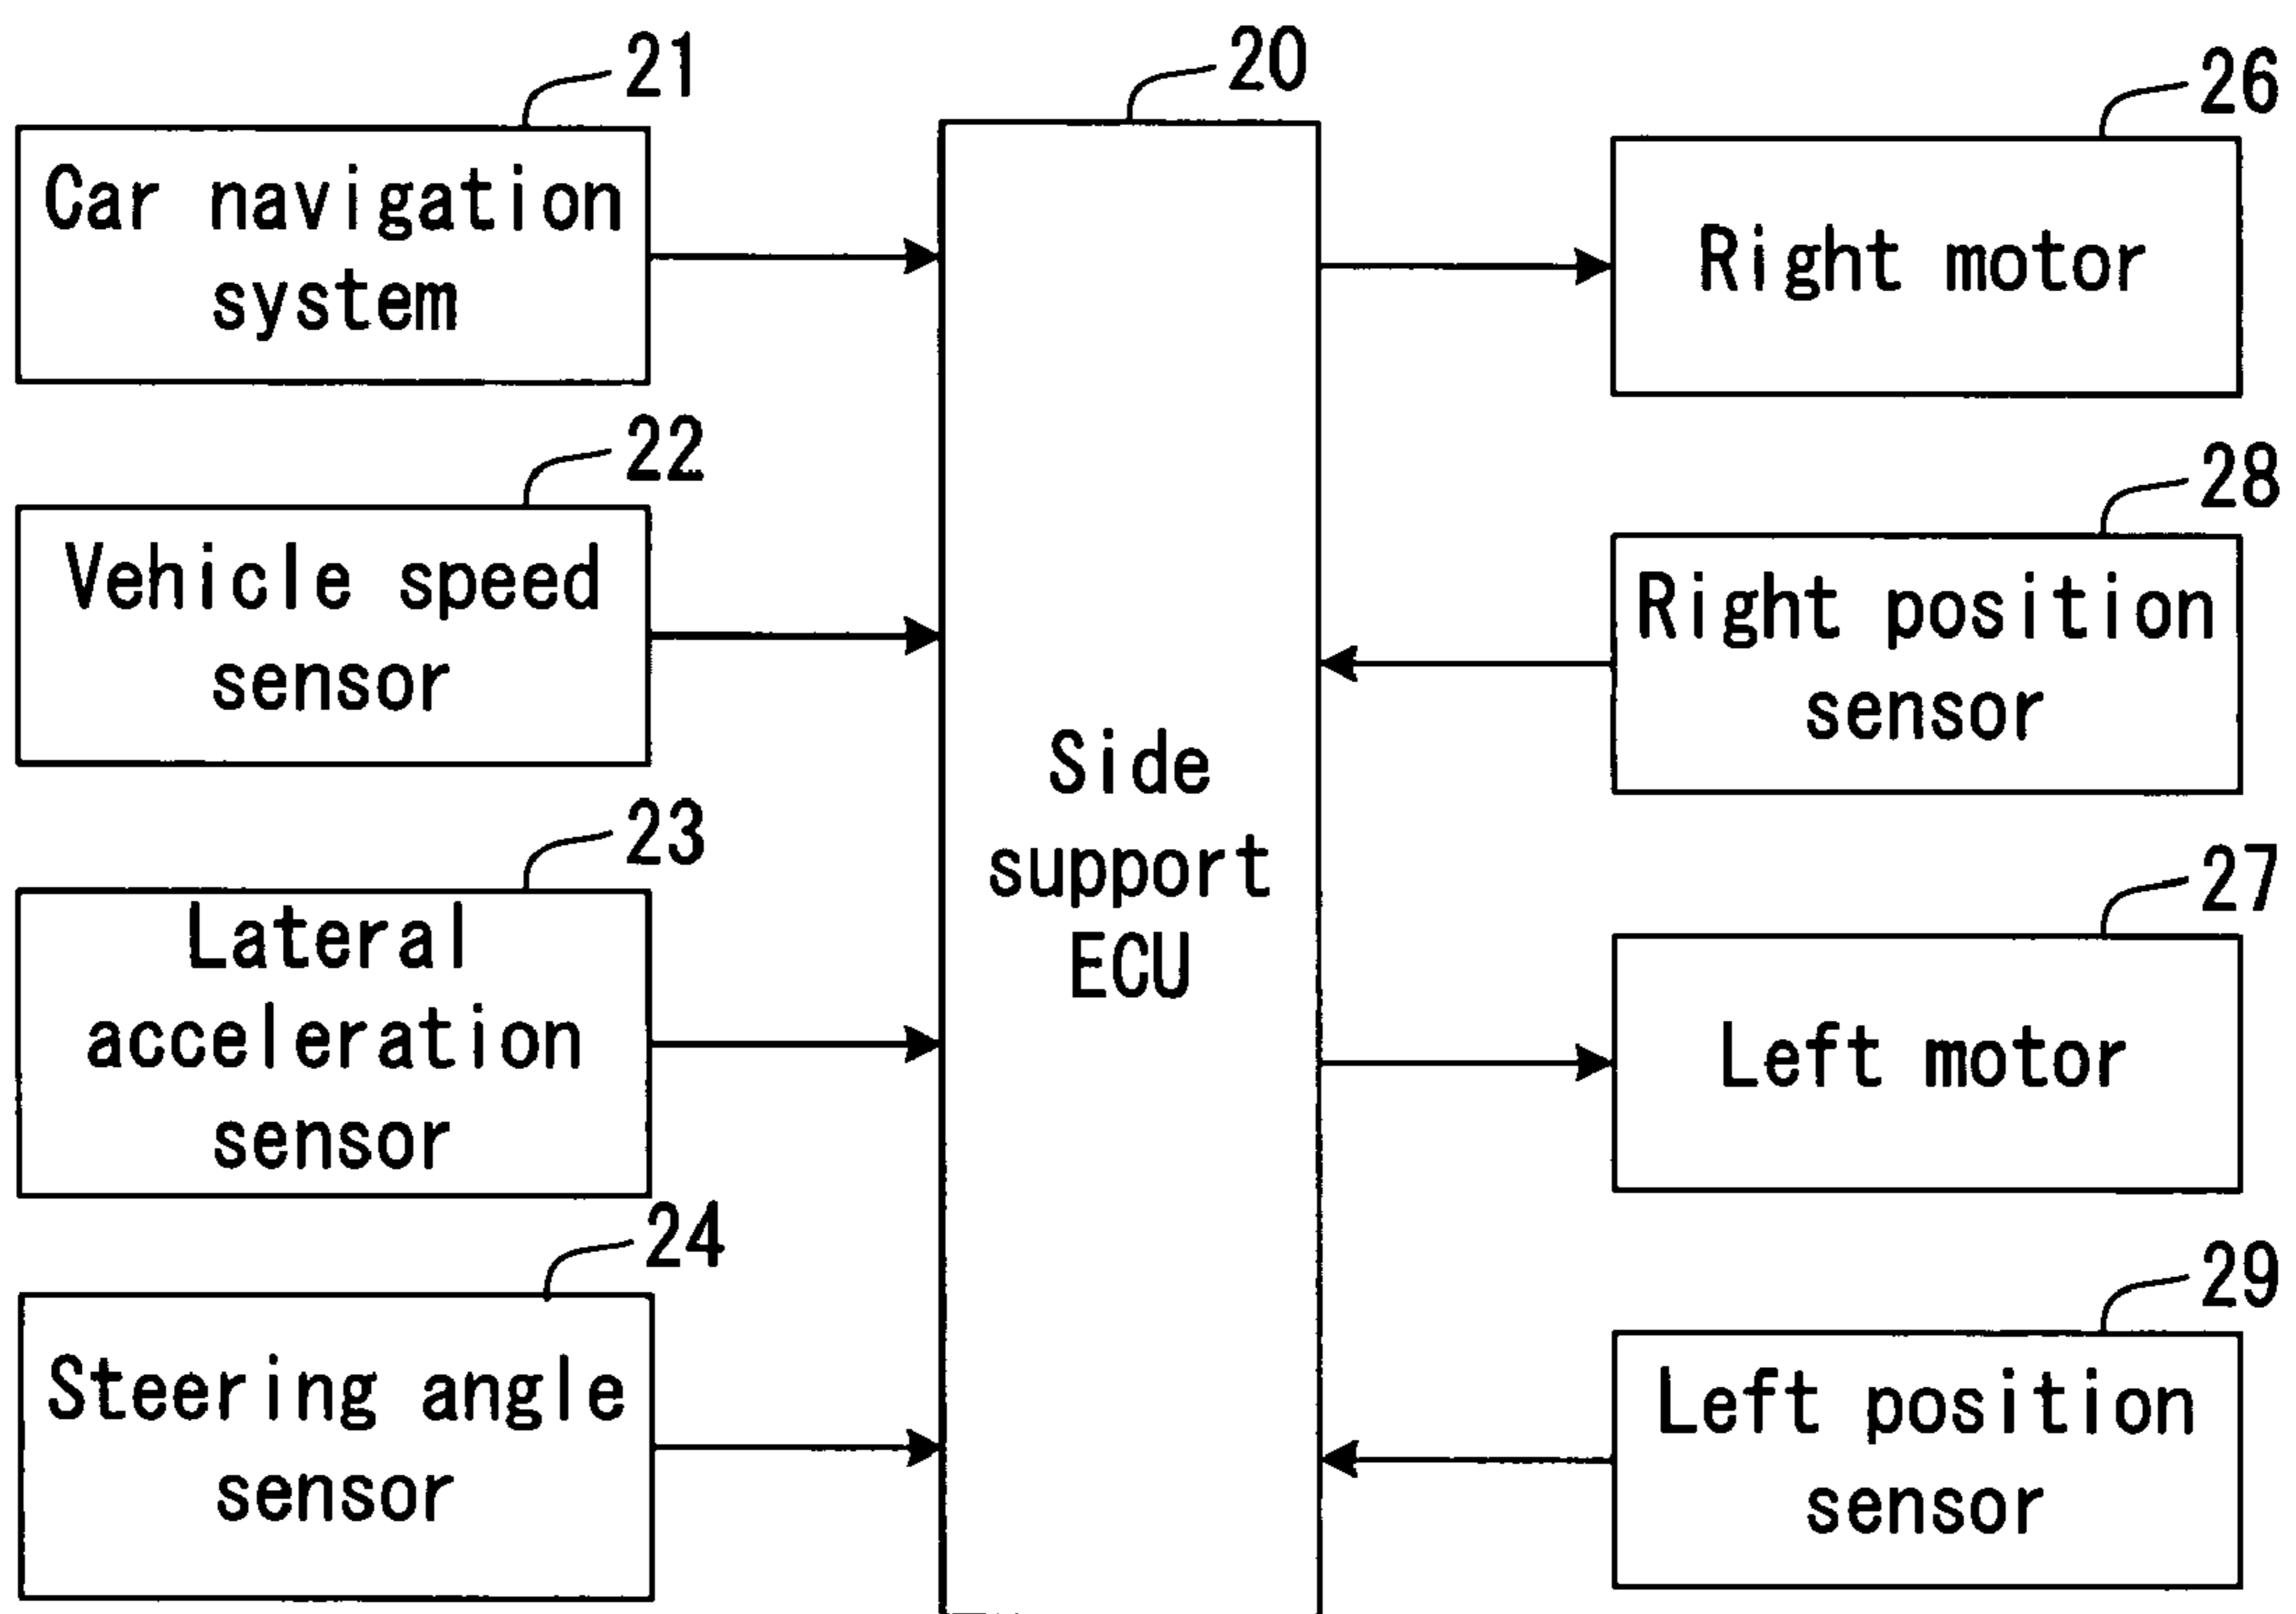 21
Car navigation
system
22
Vehicle speed
sensor
23
Lateral
acceleration
sensor
24
Steering angle
sensor
20
Side
support
ECU
26
Right motor
28
Right position
sensor
27
Left motor
29
Left position
sensor